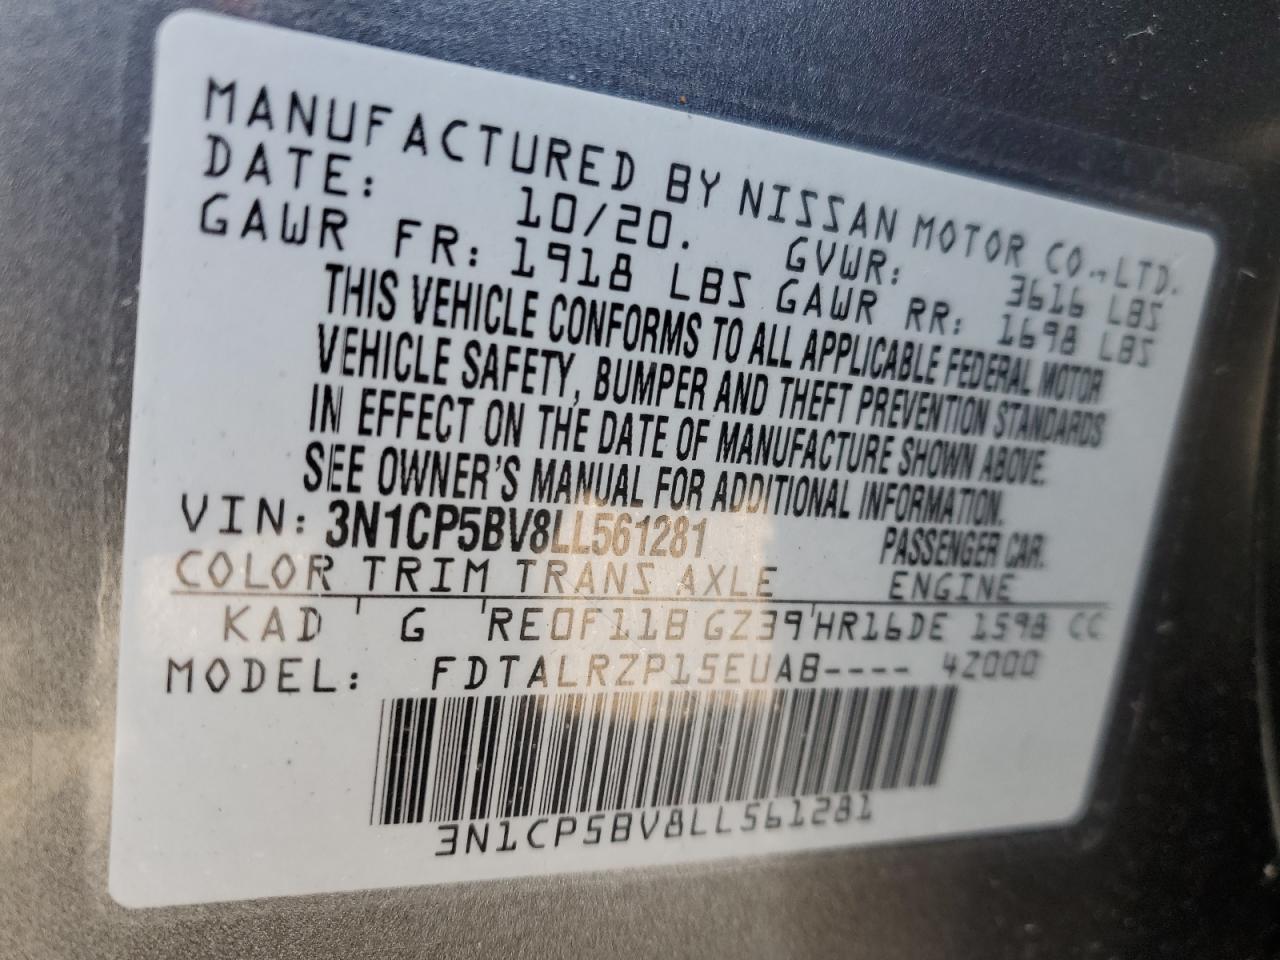 MANUFACTURED BY NISSAN MOTOR CO.,LTD.
DATE: 10/20. GVWR: 3616 LBS
GAWR FR: 1918 LBS GAWR RR: 1698 LBS
THIS VEHICLE CONFORMS TO ALL APPLICABLE FEDERAL MOTOR
VEHICLE SAFETY, BUMPER AND THEFT PREVENTION STANDARDS
IN EFFECT ON THE DATE OF MANUFACTURE SHOWN ABOVE.
SEE OWNER'S MANUAL FOR ADDITIONAL INFORMATION.
VIN: 3N1CP5BV8LL561281 PASSENGER CAR.
COLOR TRIM TRANS AXLE ENGINE
KAD G RE0F11B GZ39 HR16DE 1598 CC
MODEL: FDTALRZP15EUAB---- 4Z000
3N1CP5BV8LL561281